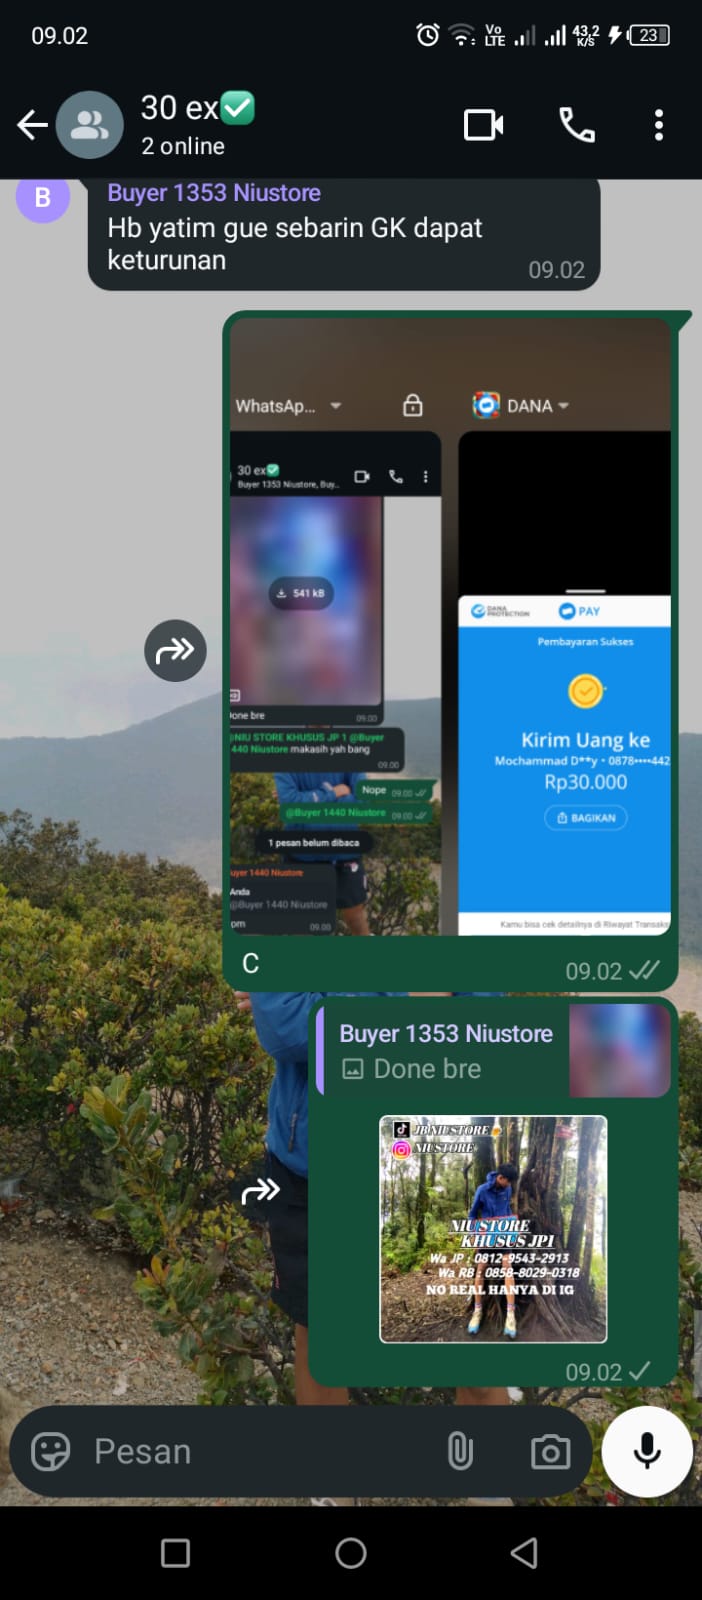 09.02
Vo
LTE
43,2
K/S
23
30 ex✅
2 online
B
Buyer 1353 Niustore
Hb yatim gue sebarin GK dapat
keturunan
09.02
WhatsAp...
DANA
30 ex✅
Buyer 1353 Niustore, Buy...
541 kB
Done bre
09.00
@NIU STORE KHUSUS JP 1 @Buyer
1440 Niustore makasih yah bang
09.00
Nope 09.00
@Buyer 1440 Niustore 09.00
1 pesan belum dibaca
uyer 1440 Niustore
Anda
@Buyer 1440 Niustore
om
09.00
DANA
PROTECTION
PAY
Pembayaran Sukses
Kirim Uang ke
Mochammad D**y • 0878••••442
Rp30.000
BAGIKAN
Kamu bisa cek detailnya di Riwayat Transaks
C
09.02
Buyer 1353 Niustore
Done bre
JBNIUSTORE
NIUSTORE
NIUSTORE
KHUSUS JP1
Wa JP : 0812-9543-2913
Wa RB : 0858-8029-0318
NO REAL HANYA DI IG
09.02
Pesan